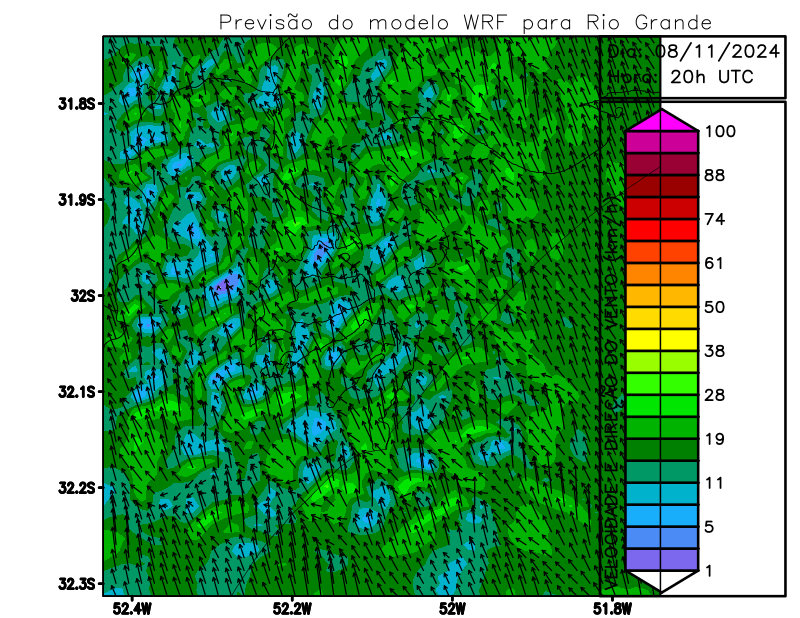 Previsão do modelo WRF para Rio Grande
Dia: 08/11/2024
Hora: 20h UTC
31.8S
31.9S
32S
32.1S
32.2S
32.3S
52.4W
52.2W
52W
51.8W
VELOCIDADE E DIREÇÃO DO VENTO (km/h)
100
88
74
61
50
38
28
19
11
5
1